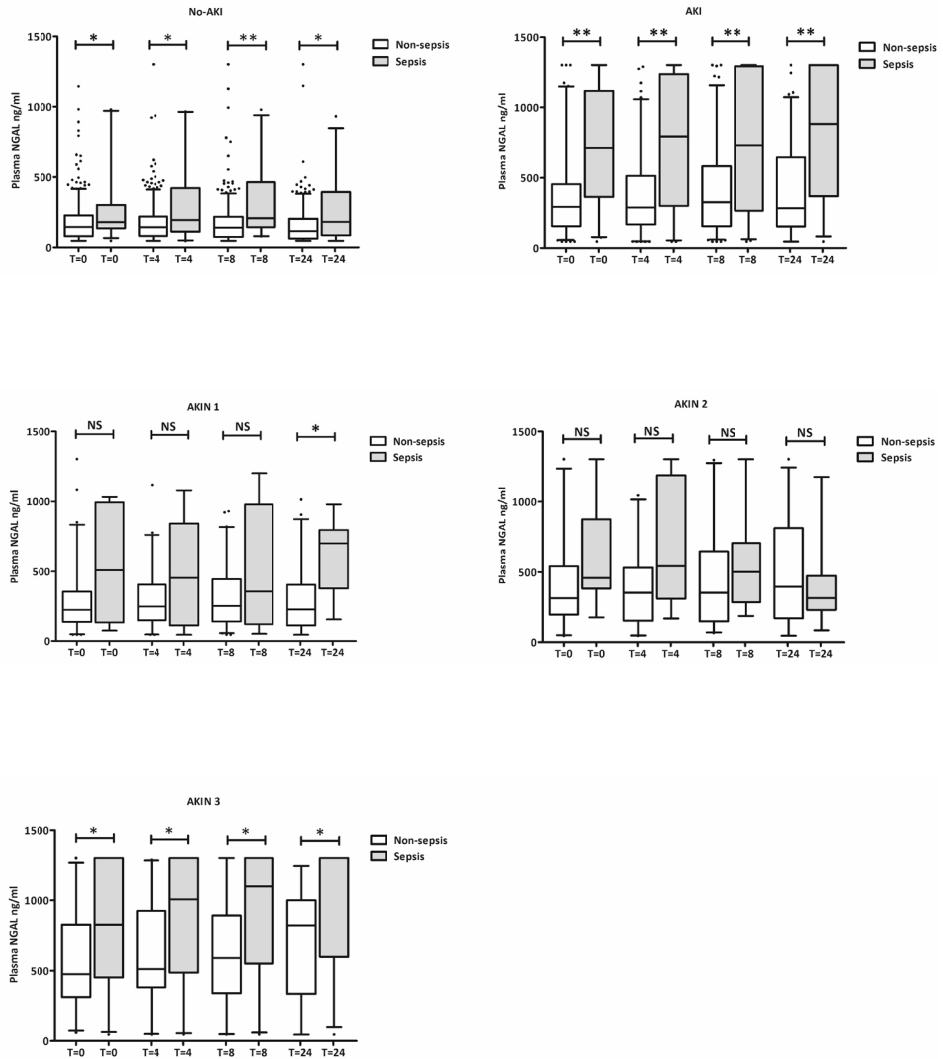 No-AKI
* * ** *
1500
1000
500
0
Plasma NGAL ng/ml
T=0 T=0 T=4 T=4 T=8 T=8 T=24 T=24
Non-sepsis
Sepsis
AKI
** ** ** **
1500
1000
500
0
Plasma NGAL ng/ml
T=0 T=0 T=4 T=4 T=8 T=8 T=24 T=24
Non-sepsis
Sepsis
AKIN 1
NS NS NS *
1500
1000
500
0
Plasma NGAL ng/ml
T=0 T=0 T=4 T=4 T=8 T=8 T=24 T=24
Non-sepsis
Sepsis
AKIN 2
NS NS NS NS
1500
1000
500
0
Plasma NGAL ng/ml
T=0 T=0 T=4 T=4 T=8 T=8 T=24 T=24
Non-sepsis
Sepsis
AKIN 3
* * * *
1500
1000
500
0
Plasma NGAL ng/ml
T=0 T=0 T=4 T=4 T=8 T=8 T=24 T=24
Non-sepsis
Sepsis